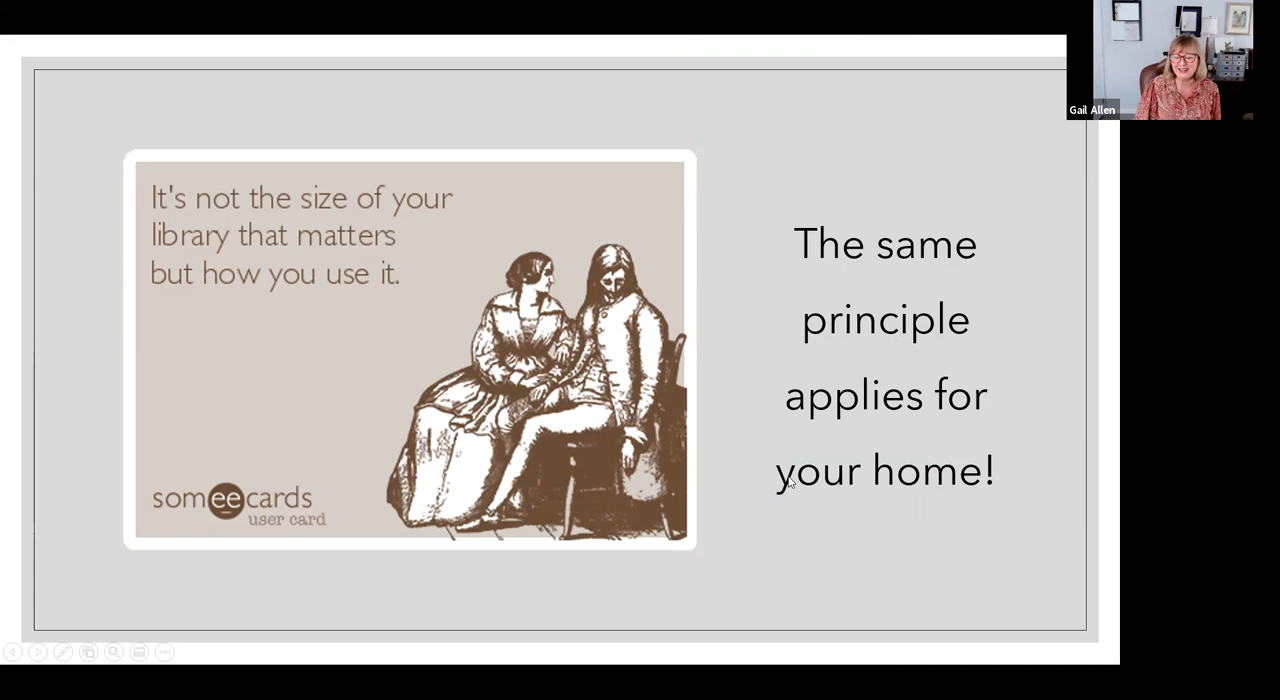 Gail Allen
It's not the size of your
library that matters
but how you use it.
someecards
user card
The same
principle
applies for
your home!